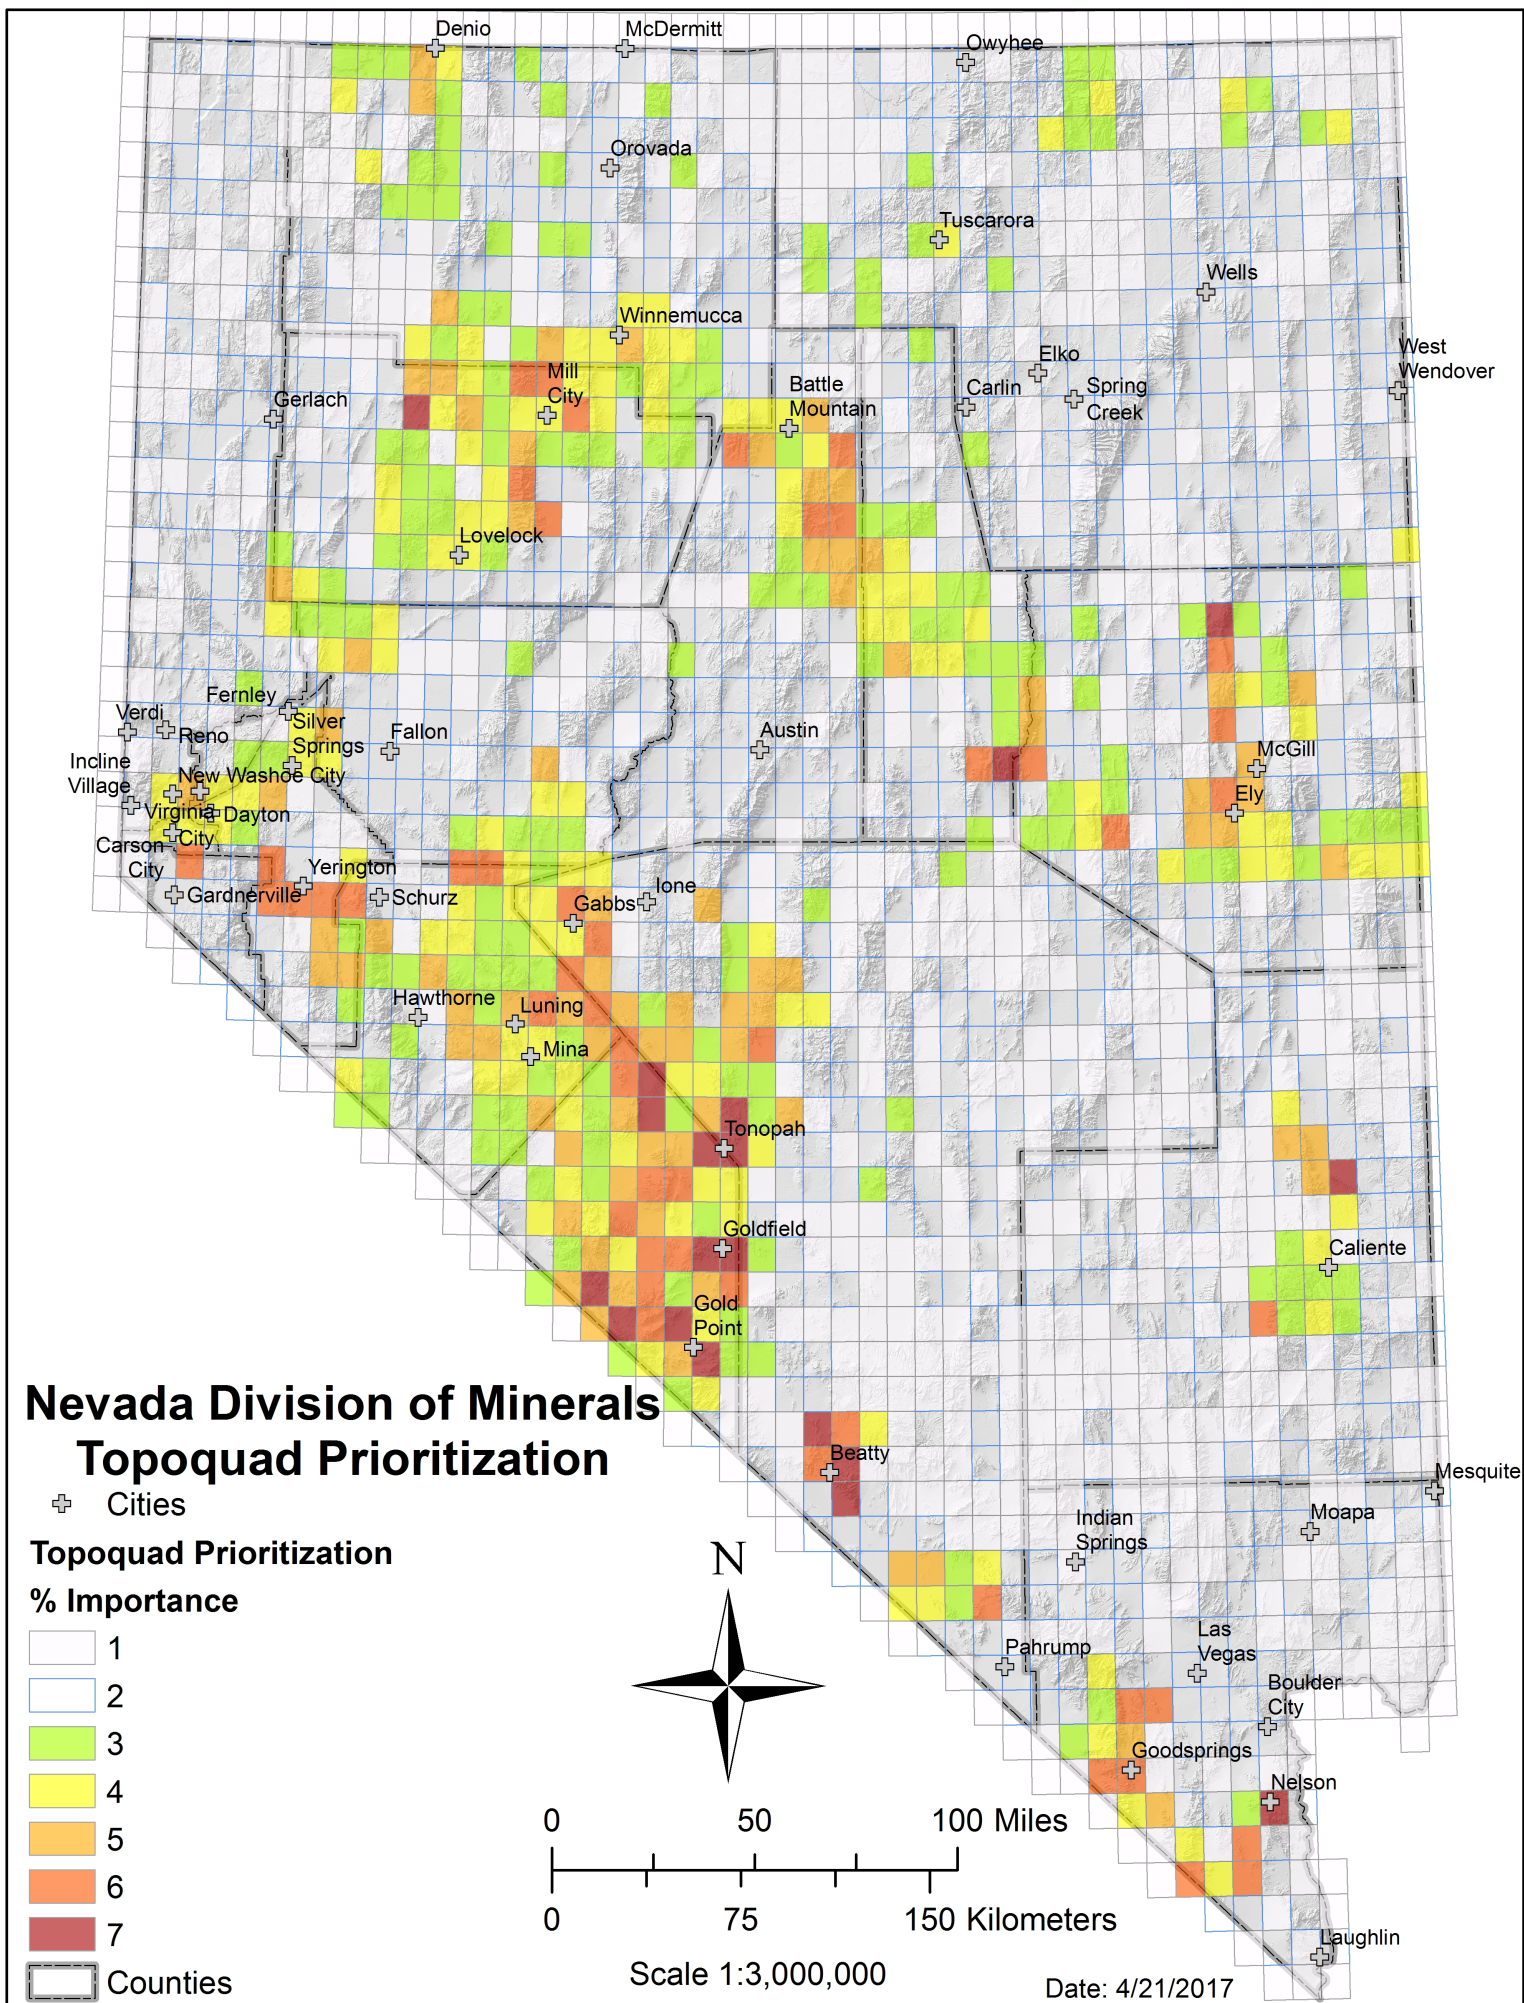 Denio
McDermitt
Owyhee
Orovada
Tuscarora
Wells
Winnemucca
West
Wendover
Elko
Mill
City
Battle
Mountain
Carlin
Spring
Creek
Gerlach
Lovelock
Fernley
Verdi
Reno
Silver
Springs
Fallon
Austin
McGill
Incline
Village
New Washoe City
Ely
Virginia
City
Dayton
Carson
City
Yerington
Gardnerville
Schurz
Ione
Gabbs
Hawthorne
Luning
Mina
Tonopah
Goldfield
Caliente
Gold
Point
Beatty
Mesquite
Indian
Springs
Moapa
Pahrump
Las
Vegas
Boulder
City
Goodsprings
Nelson
Laughlin
Nevada Division of Minerals
Topoquad Prioritization
Cities
Topoquad Prioritization
% Importance
1
2
3
4
5
6
7
Counties
N
0 50 100 Miles
0 75 150 Kilometers
Scale 1:3,000,000
Date: 4/21/2017